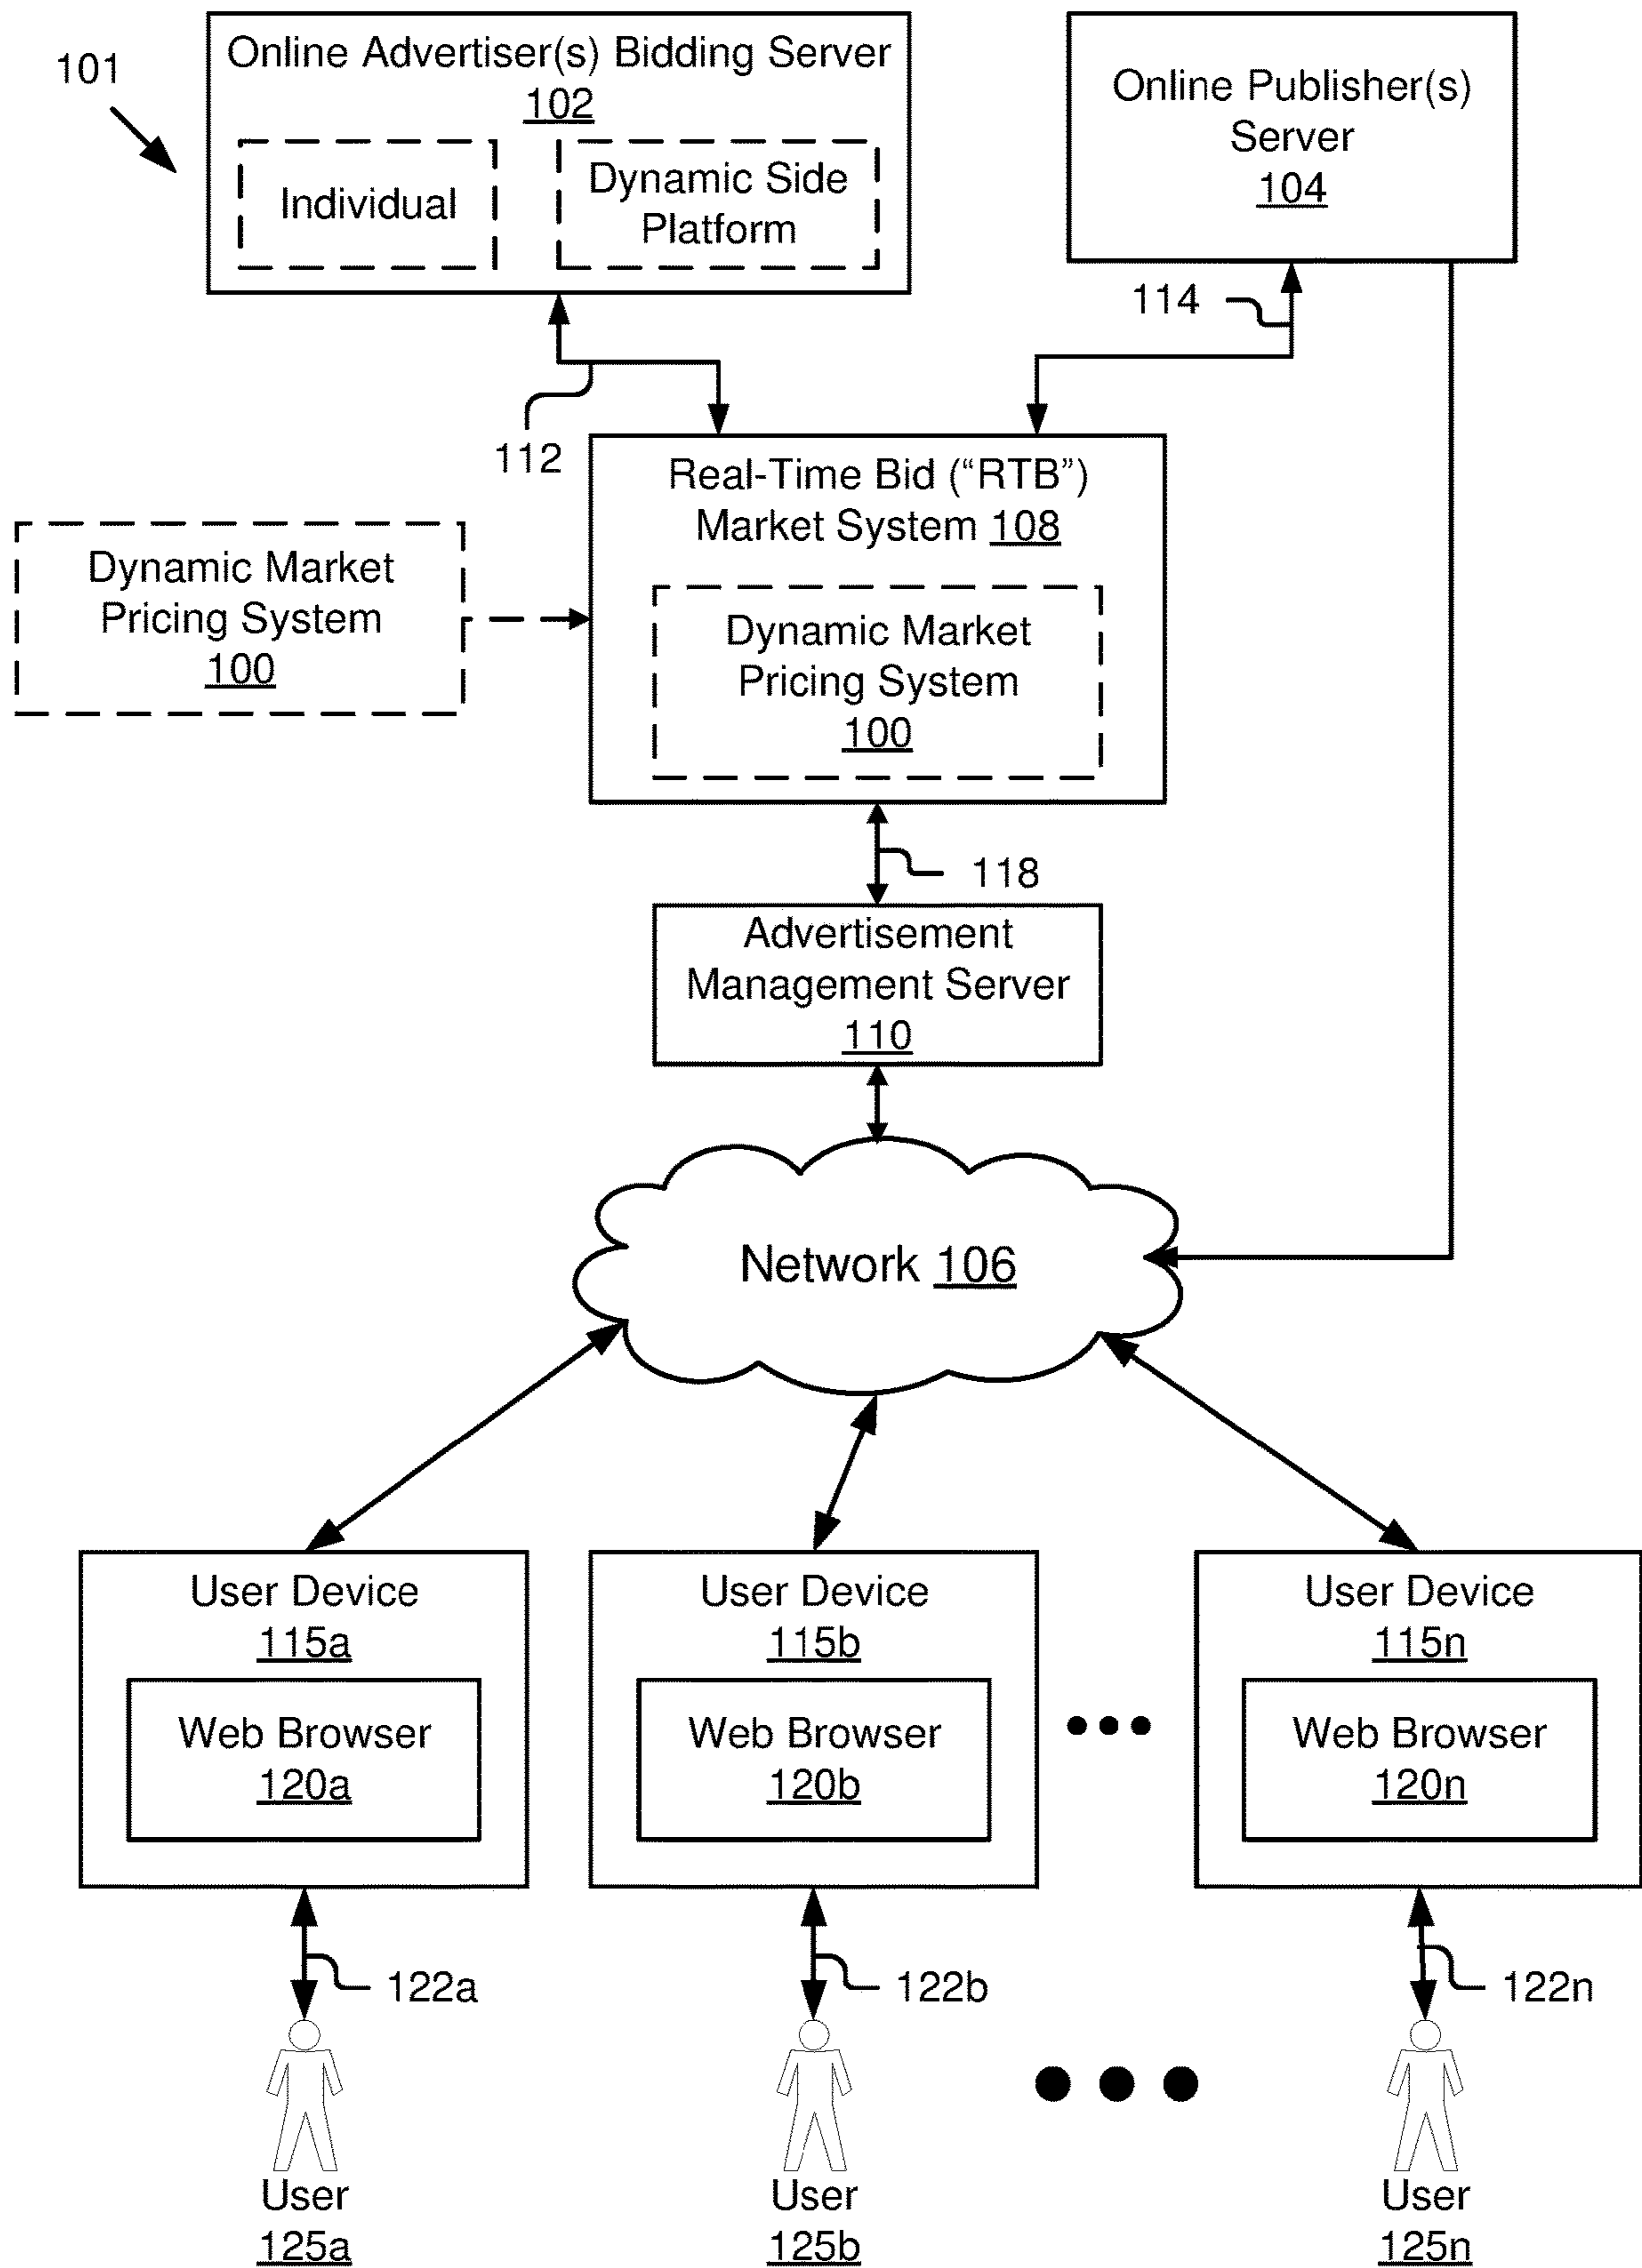 101
Online Advertiser(s) Bidding Server
102
Individual
Dynamic Side
Platform
Online Publisher(s)
Server
104
114
112
Real-Time Bid (“RTB”)
Market System 108
Dynamic Market
Pricing System
100
Dynamic Market
Pricing System
100
118
Advertisement
Management Server
110
Network 106
User Device
115a
Web Browser
120a
User Device
115b
Web Browser
120b
User Device
115n
Web Browser
120n
122a
122b
122n
User
125a
User
125b
User
125n